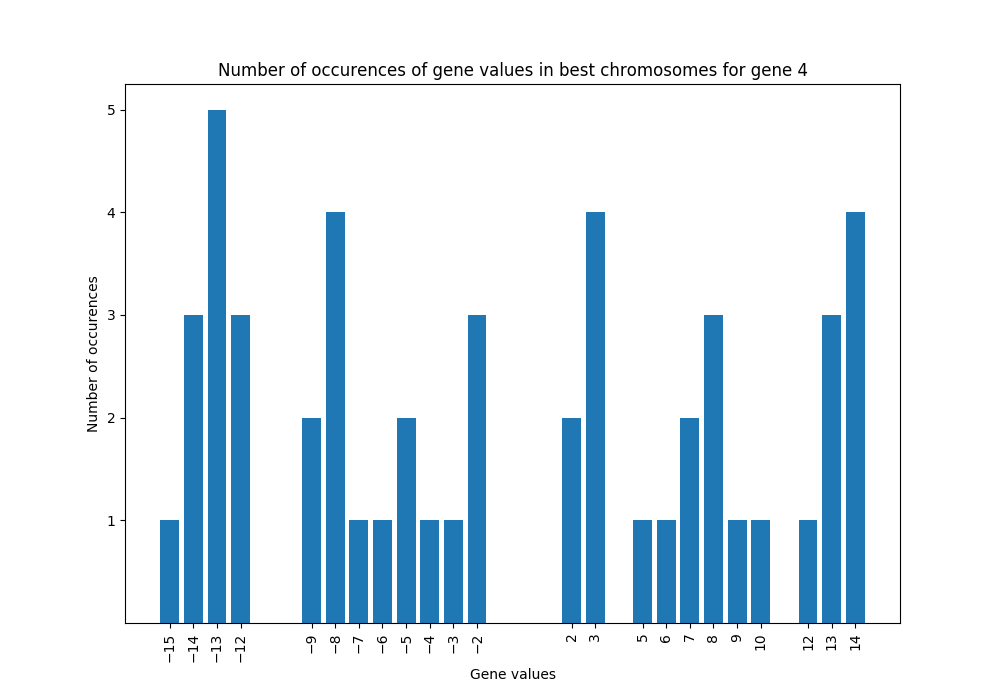 Number of occurences of gene values in best chromosomes for gene 4
Number of occurences
5
4
3
2
1
−15 −14 −13 −12 −9 −8 −7 −6 −5 −4 −3 −2 2 3 5 6 7 8 9 10 12 13 14
Gene values